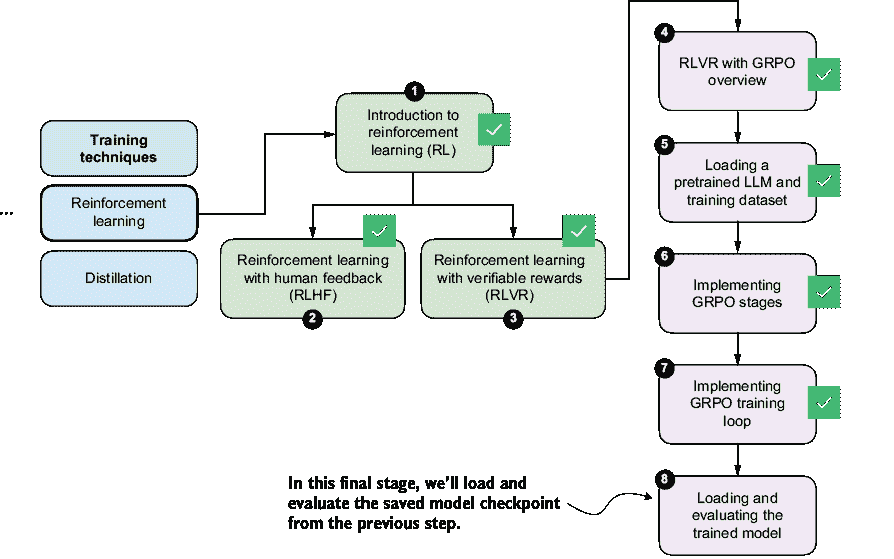 Training
techniques
Reinforcement
learning
Distillation
...
1
Introduction to
reinforcement
learning (RL)
Reinforcement learning
with human feedback
(RLHF)
2
Reinforcement learning
with verifiable rewards
(RLVR)
3
4
RLVR with GRPO
overview
5
Loading a
pretrained LLM and
training dataset
6
Implementing
GRPO stages
7
Implementing
GRPO training
loop
8
Loading and
evaluating the
trained model
In this final stage, we’ll load and
evaluate the saved model checkpoint
from the previous step.